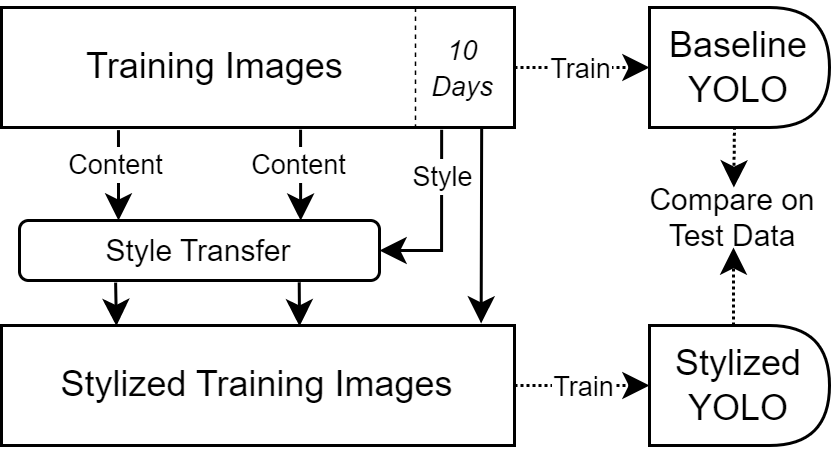 Training Images
10
Days
Train
Baseline
YOLO
Content
Content
Style
Compare on
Test Data
Style Transfer
Stylized Training Images
Train
Stylized
YOLO